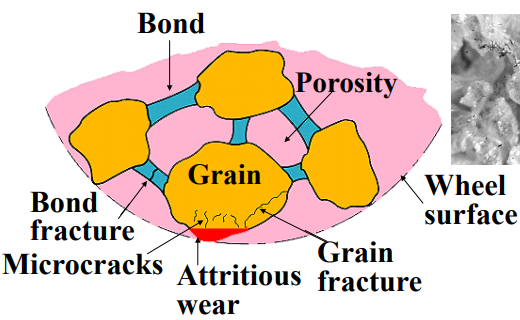 Bond
Porosity
Grain
Bond
fracture
Wheel
surface
Microcracks
Grain
fracture
Attritious
wear